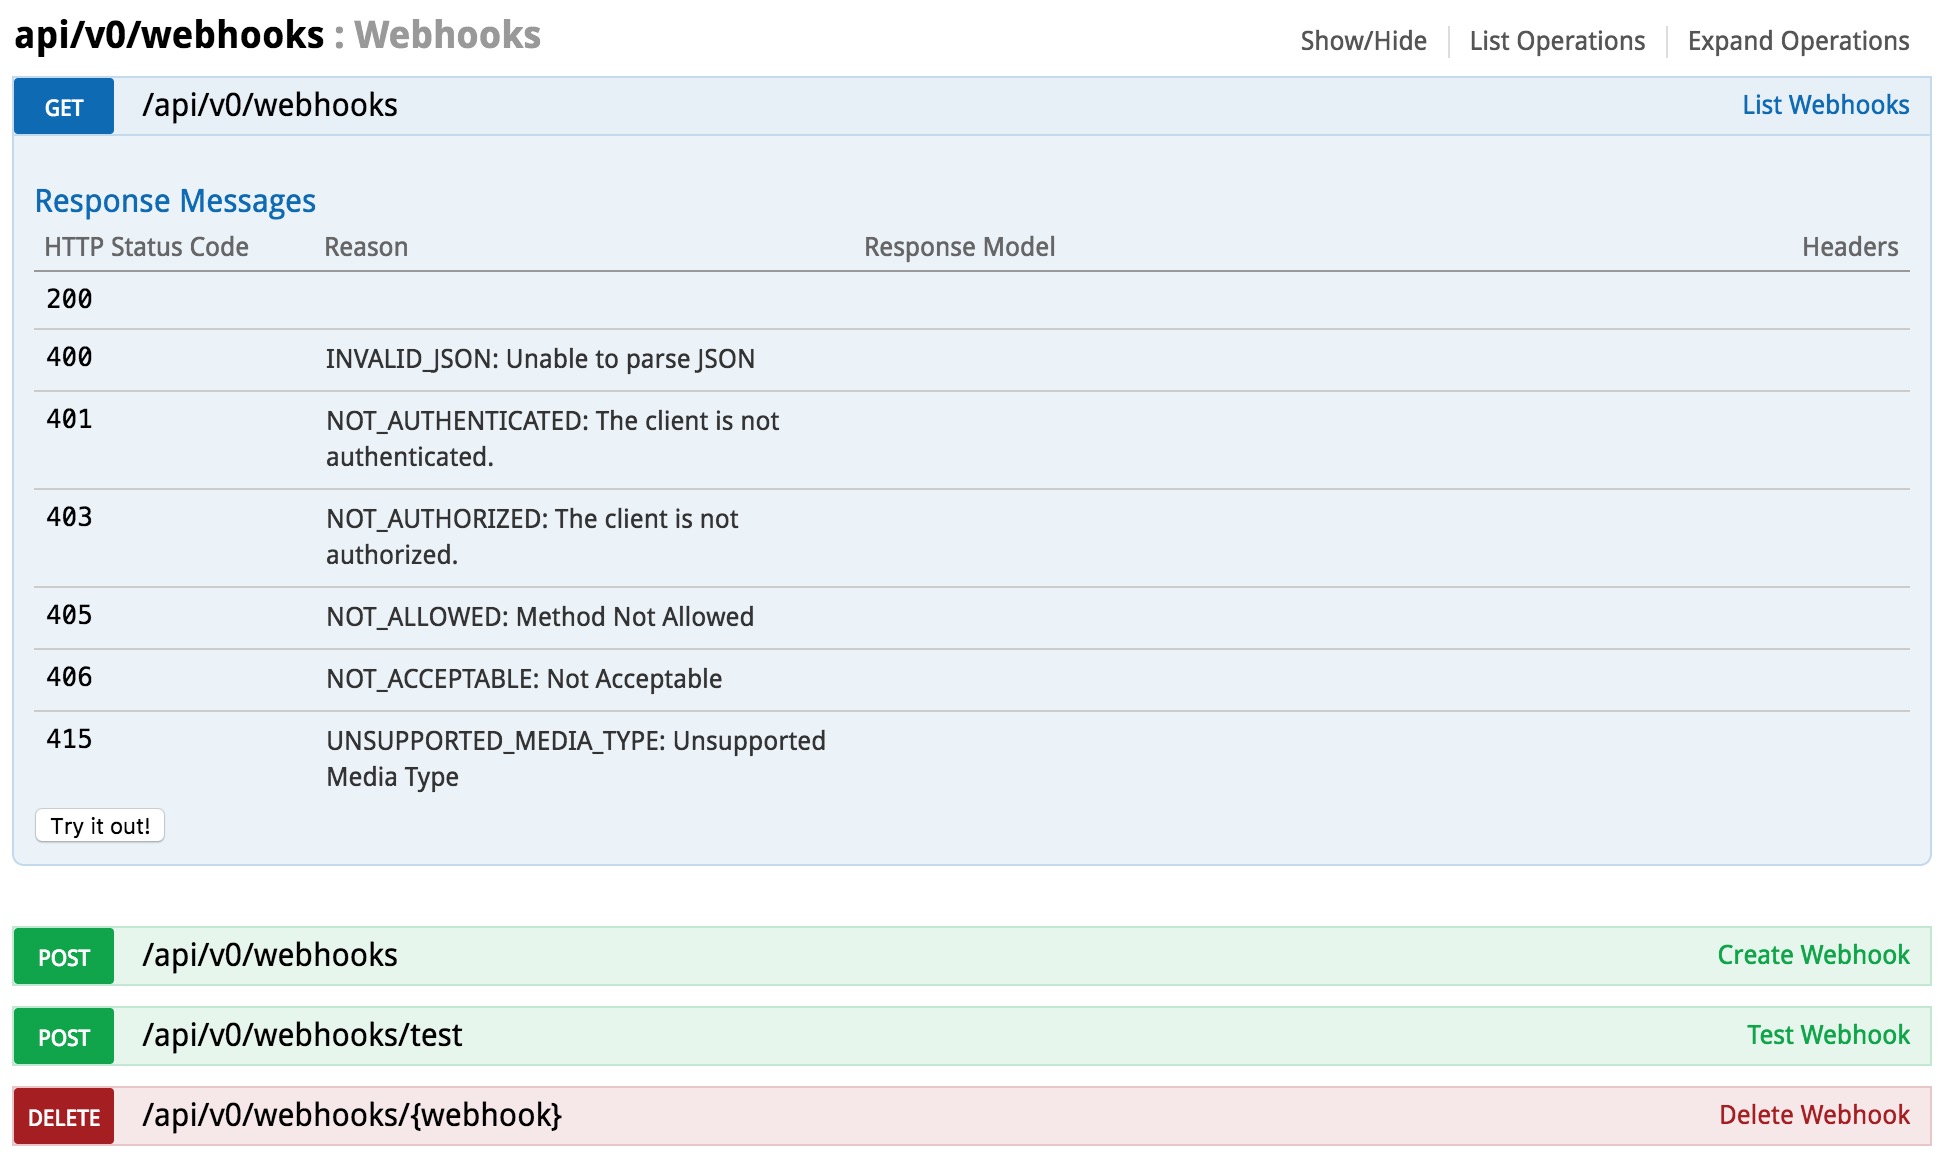 api/v0/webhooks : Webhooks
Show/Hide List Operations Expand Operations
GET /api/v0/webhooks List Webhooks
Response Messages
HTTP Status Code Reason Response Model Headers
200
400 INVALID_JSON: Unable to parse JSON
401 NOT_AUTHENTICATED: The client is not
authenticated.
403 NOT_AUTHORIZED: The client is not
authorized.
405 NOT_ALLOWED: Method Not Allowed
406 NOT_ACCEPTABLE: Not Acceptable
415 UNSUPPORTED_MEDIA_TYPE: Unsupported
Media Type
Try it out!
POST /api/v0/webhooks Create Webhook
POST /api/v0/webhooks/test Test Webhook
DELETE /api/v0/webhooks/{webhook} Delete Webhook